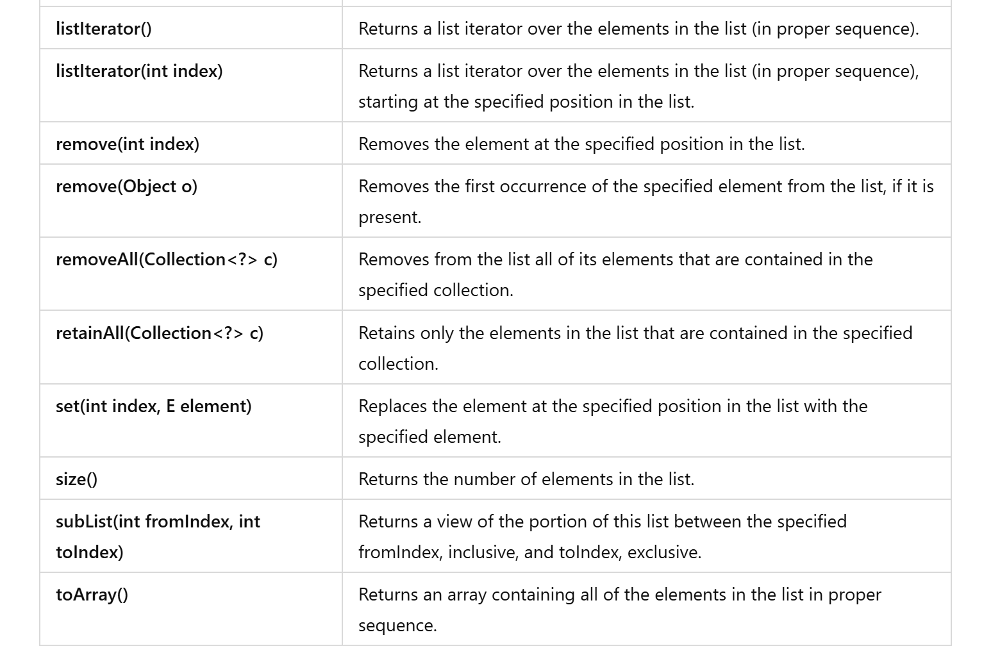 listIterator()
Returns a list iterator over the elements in the list (in proper sequence).
listIterator(int index)
Returns a list iterator over the elements in the list (in proper sequence),
starting at the specified position in the list.
remove(int index)
Removes the element at the specified position in the list.
remove(Object o)
Removes the first occurrence of the specified element from the list, if it is
present.
removeAll(Collection<?> c)
Removes from the list all of its elements that are contained in the
specified collection.
retainAll(Collection<?> c)
Retains only the elements in the list that are contained in the specified
collection.
set(int index, E element)
Replaces the element at the specified position in the list with the
specified element.
size()
Returns the number of elements in the list.
subList(int fromIndex, int
toIndex)
Returns a view of the portion of this list between the specified
fromIndex, inclusive, and toIndex, exclusive.
toArray()
Returns an array containing all of the elements in the list in proper
sequence.